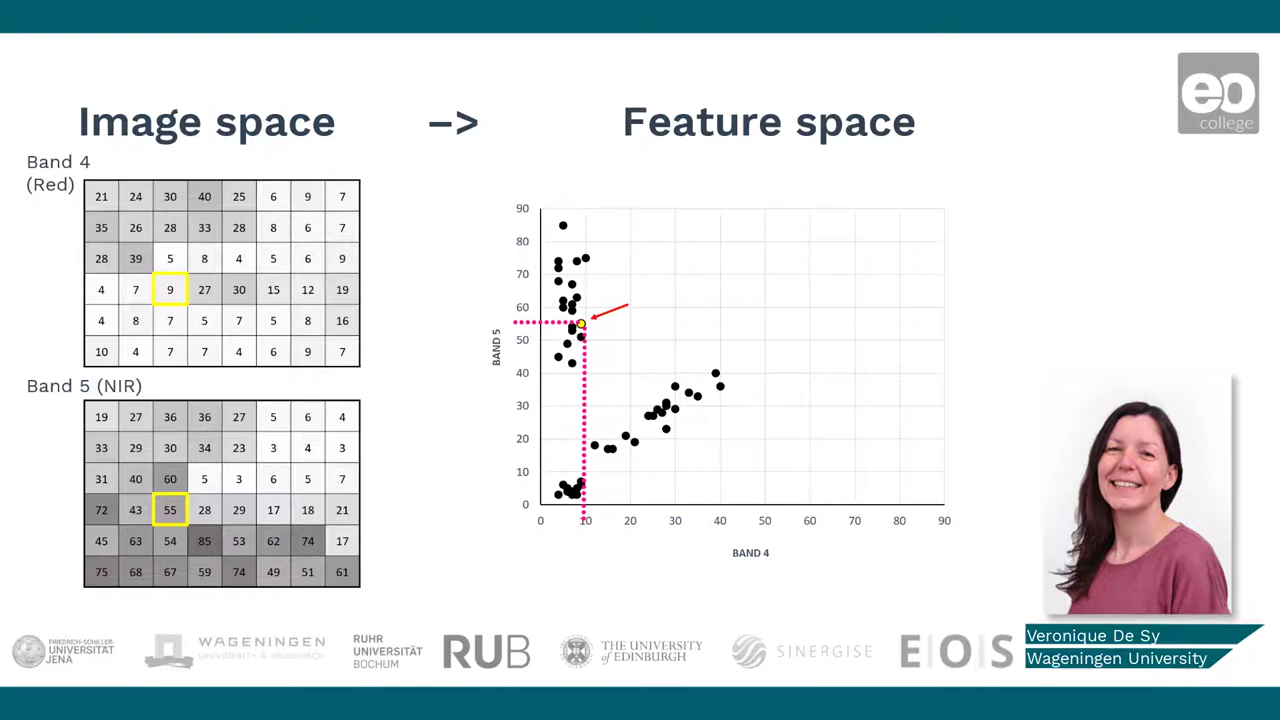 eo
college
Image space –> Feature space
Band 4
(Red)
21 24 30 40 25 6 9 7
35 26 28 33 28 8 6 7
28 39 5 8 4 5 6 9
4 7 9 27 30 15 12 19
4 8 7 5 7 5 8 16
10 4 7 7 4 6 9 7
Band 5 (NIR)
19 27 36 36 27 5 6 4
33 29 30 34 23 3 4 3
31 40 60 5 3 6 5 7
72 43 55 28 29 17 18 21
45 63 54 85 53 62 74 17
75 68 67 59 74 49 51 61
90
80
70
60
50
40
30
20
10
0
BAND 5
0 10 20 30 40 50 60 70 80 90
BAND 4
Veronique De Sy
Wageningen University
FRIEDRICH-SCHILLER-
UNIVERSITÄT
JENA
WAGENINGEN
UNIVERSITY & RESEARCH
RUHR
UNIVERSITÄT
BOCHUM
RUB
THE UNIVERSITY
of EDINBURGH
SINERGISE
E|O|S